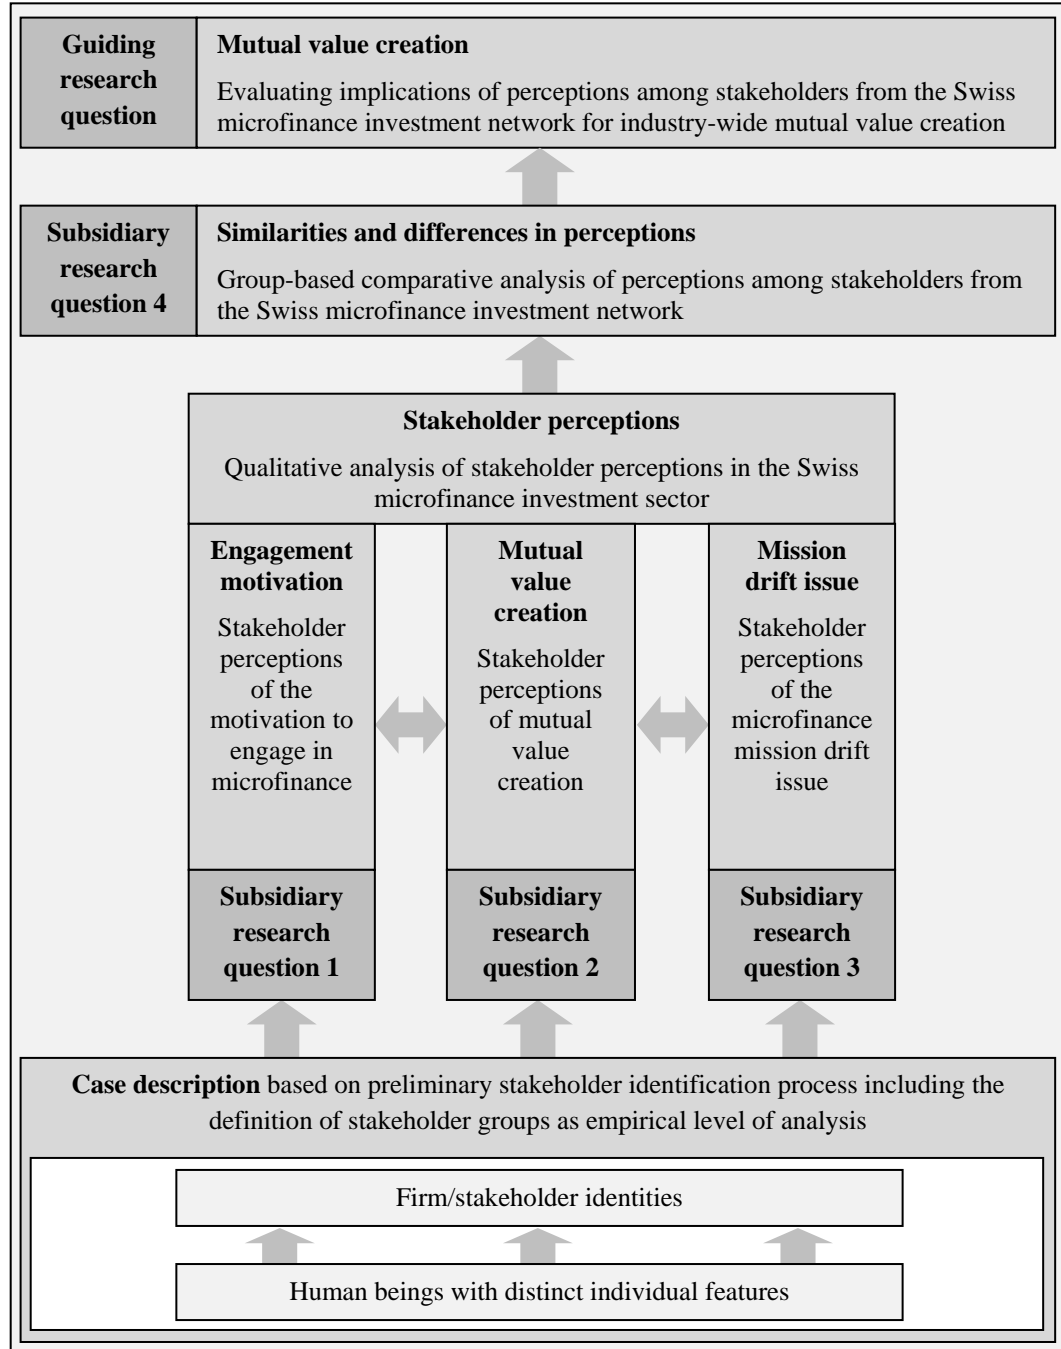 Guiding
research
question
Mutual value creation
Evaluating implications of perceptions among stakeholders from the Swiss
microfinance investment network for industry-wide mutual value creation
Subsidiary
research
question 4
Similarities and differences in perceptions
Group-based comparative analysis of perceptions among stakeholders from
the Swiss microfinance investment network
Stakeholder perceptions
Qualitative analysis of stakeholder perceptions in the Swiss
microfinance investment sector
Engagement
motivation
Stakeholder
perceptions
of the
motivation to
engage in
microfinance
Subsidiary
research
question 1
Mutual
value
creation
Stakeholder
perceptions
of mutual
value
creation
Subsidiary
research
question 2
Mission
drift issue
Stakeholder
perceptions
of the
microfinance
mission drift
issue
Subsidiary
research
question 3
Case description based on preliminary stakeholder identification process including the
definition of stakeholder groups as empirical level of analysis
Firm/stakeholder identities
Human beings with distinct individual features